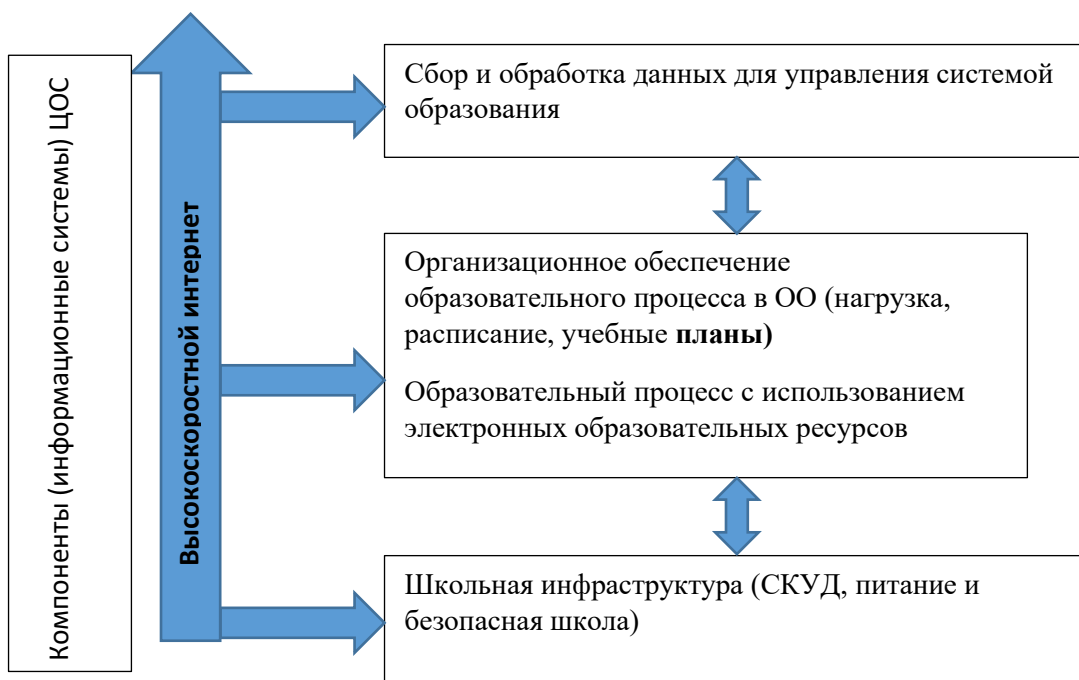 Компоненты (информационные системы) ЦОС
Высокоскоростной интернет
Сбор и обработка данных для управления системой
образования
Организационное обеспечение
образовательного процесса в ОО (нагрузка,
расписание, учебные планы)
Образовательный процесс с использованием
электронных образовательных ресурсов
Школьная инфраструктура (СКУД, питание и
безопасная школа)